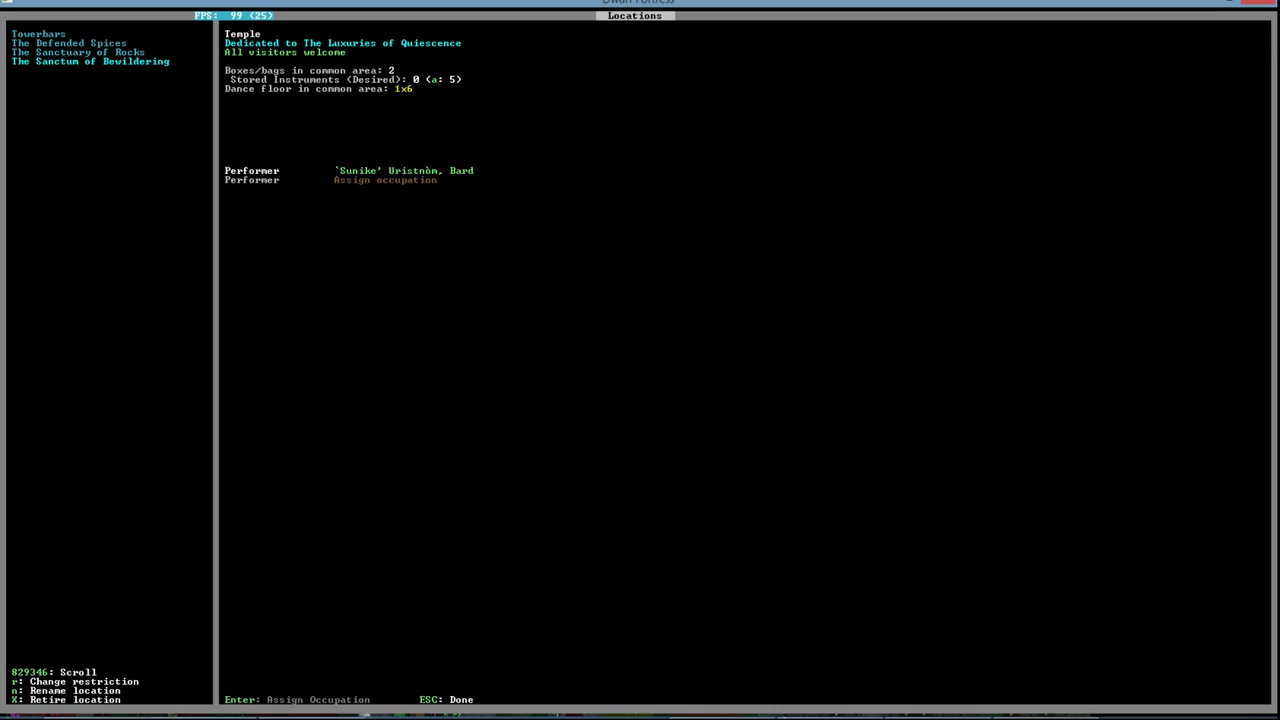 Dwarf Fortress
FPS: 99 (25)
Locations
Towerbars
The Defended Spices
The Sanctuary of Rocks
The Sanctum of Bewildering
Temple
Dedicated to The Luxuries of Quiescence
All visitors welcome
Boxes/bags in common area: 2
Stored Instruments (Desired): 0 (a: 5)
Dance floor in common area: 1x6
Performer `Sunike' Uristnòm, Bard
Performer Assign occupation
829346: Scroll
r: Change restriction
n: Rename location
X: Retire location
Enter: Assign Occupation ESC: Done